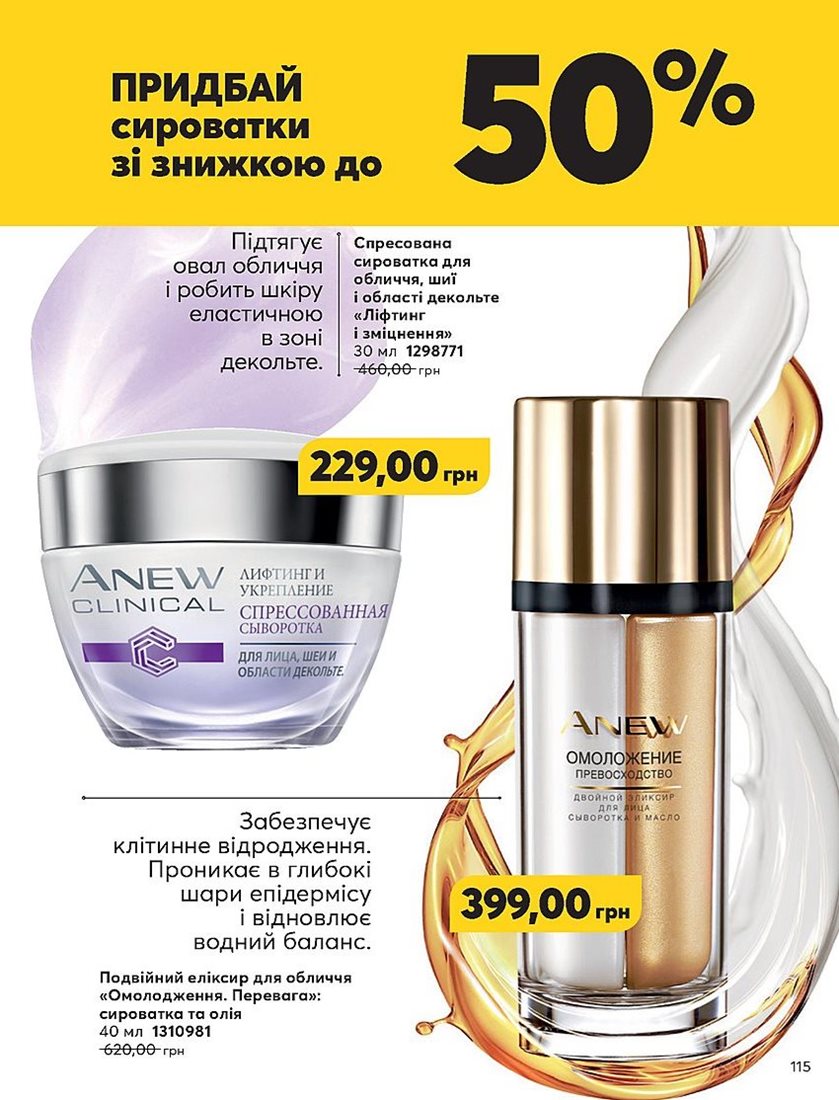 ПРИДБАЙ
сироватки
зі знижкою до
50%
Підтягує
овал обличчя
і робить шкіру
еластичною
в зоні
декольте.
Спресована
сироватка для
обличчя, шиї
і області декольте
«Ліфтинг
і зміцнення»
30 мл 1298771
460,00 грн
229,00 грн
ANEW
CLINICAL
ЛИФТИНГ И
УКРЕПЛЕНИЕ
СПРЕССОВАННАЯ
СЫВОРОТКА
ДЛЯ ЛИЦА, ШЕИ И
ОБЛАСТИ ДЕКОЛЬТЕ.
ANEW
ОМОЛОЖЕНИЕ
ПРЕВОСХОДСТВО
ДВОЙНОЙ ЭЛИКСИР
ДЛЯ ЛИЦА
СЫВОРОТКА И МАСЛО
Забезпечує
клітинне відродження.
Проникає в глибокі
шари епідермісу
і відновлює
водний баланс.
399,00 грн
Подвійний еліксир для обличчя
«Омолодження. Перевага»:
сироватка та олія
40 мл 1310981
620,00 грн
115